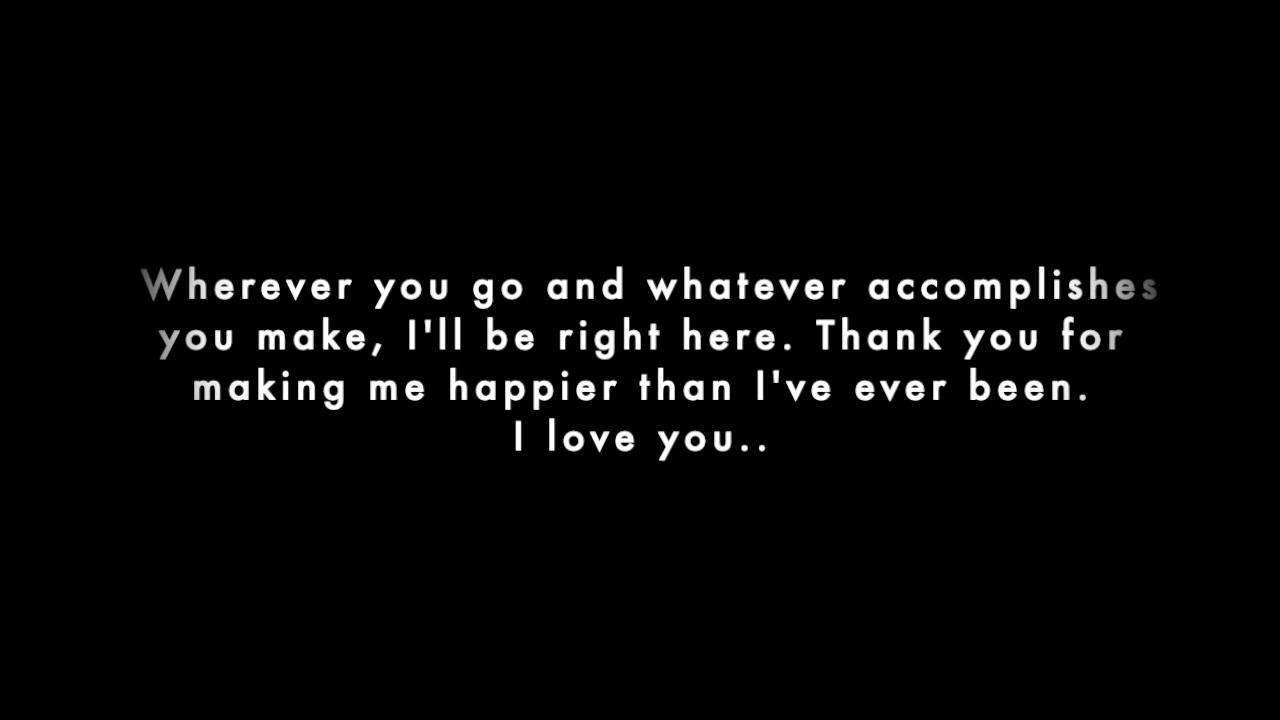 Wherever you go and whatever accomplishes
you make, I'll be right here. Thank you for
making me happier than I've ever been.
I love you..